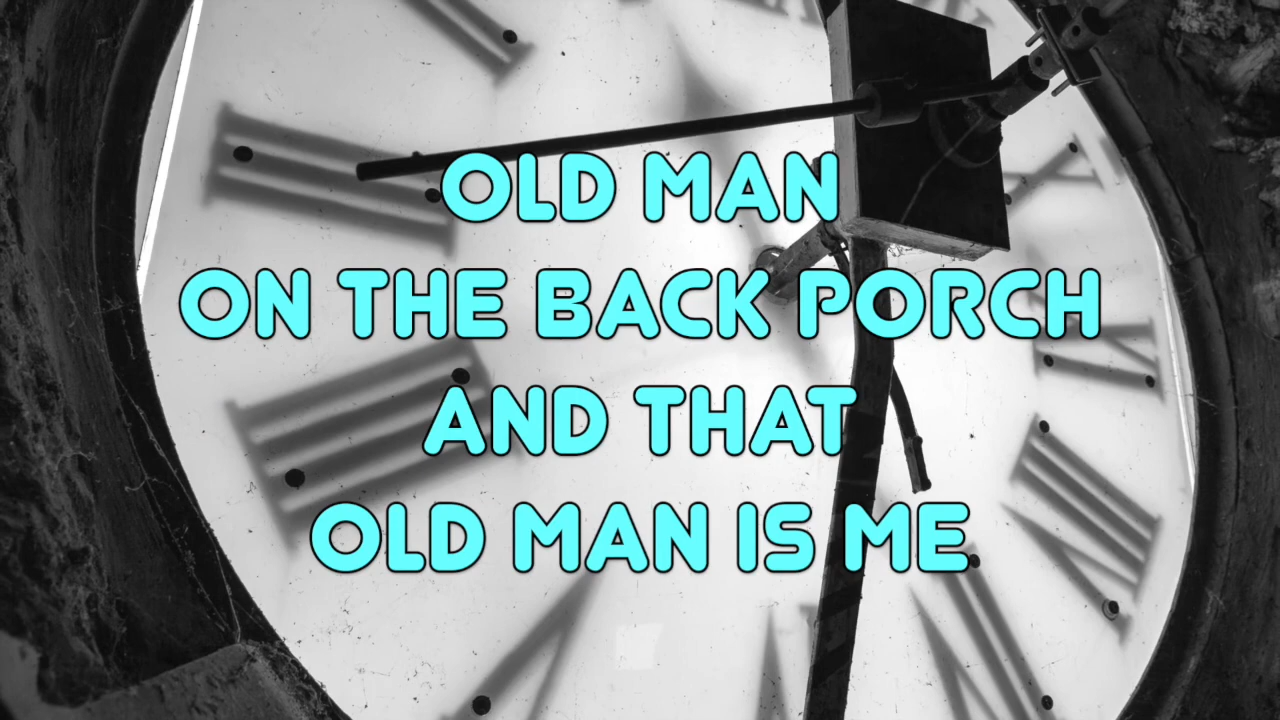 OLD MAN
ON THE BACK PORCH
AND THAT
OLD MAN IS ME